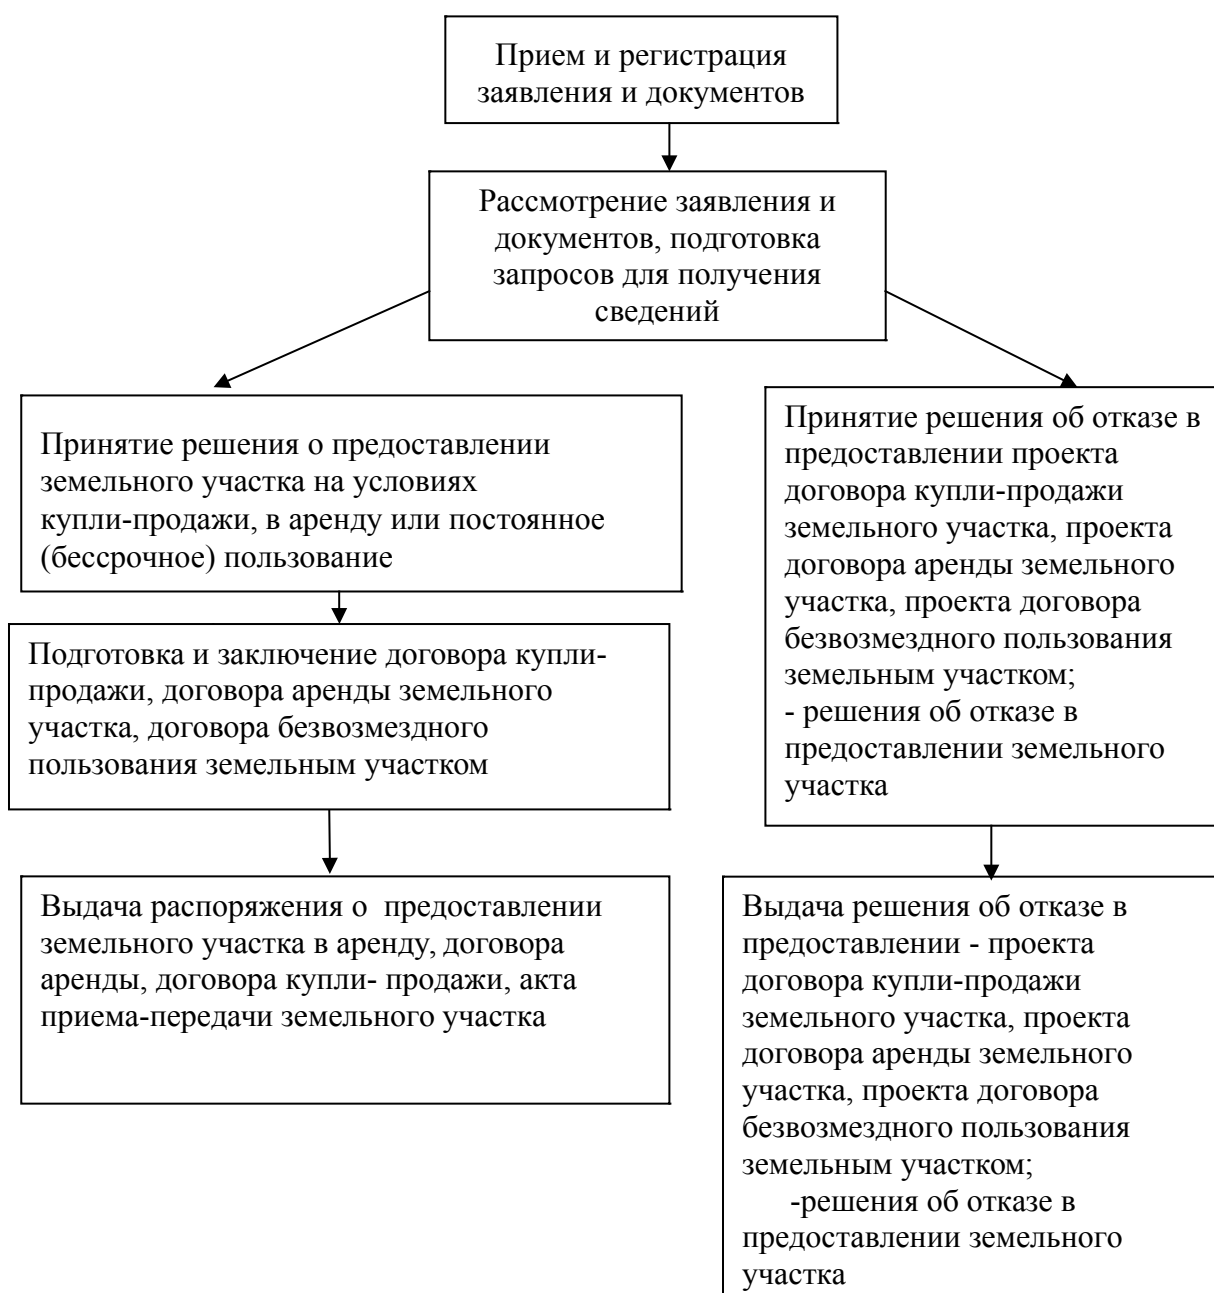 Прием и регистрация
заявления и документов
Рассмотрение заявления и
документов, подготовка
запросов для получения
сведений
Принятие решения о предоставлении
земельного участка на условиях
купли-продажи, в аренду или постоянное
(бессрочное) пользование
Подготовка и заключение договора купли-
продажи, договора аренды земельного
участка, договора безвозмездного
пользования земельным участком
Выдача распоряжения о  предоставлении
земельного участка в аренду, договора
аренды, договора купли- продажи, акта
приема-передачи земельного участка
Принятие решения об отказе в
предоставлении проекта
договора купли-продажи
земельного участка, проекта
договора аренды земельного
участка, проекта договора
безвозмездного пользования
земельным участком;
- решения об отказе в
предоставлении земельного
участка
Выдача решения об отказе в
предоставлении - проекта
договора купли-продажи
земельного участка, проекта
договора аренды земельного
участка, проекта договора
безвозмездного пользования
земельным участком;
-решения об отказе в
предоставлении земельного
участка